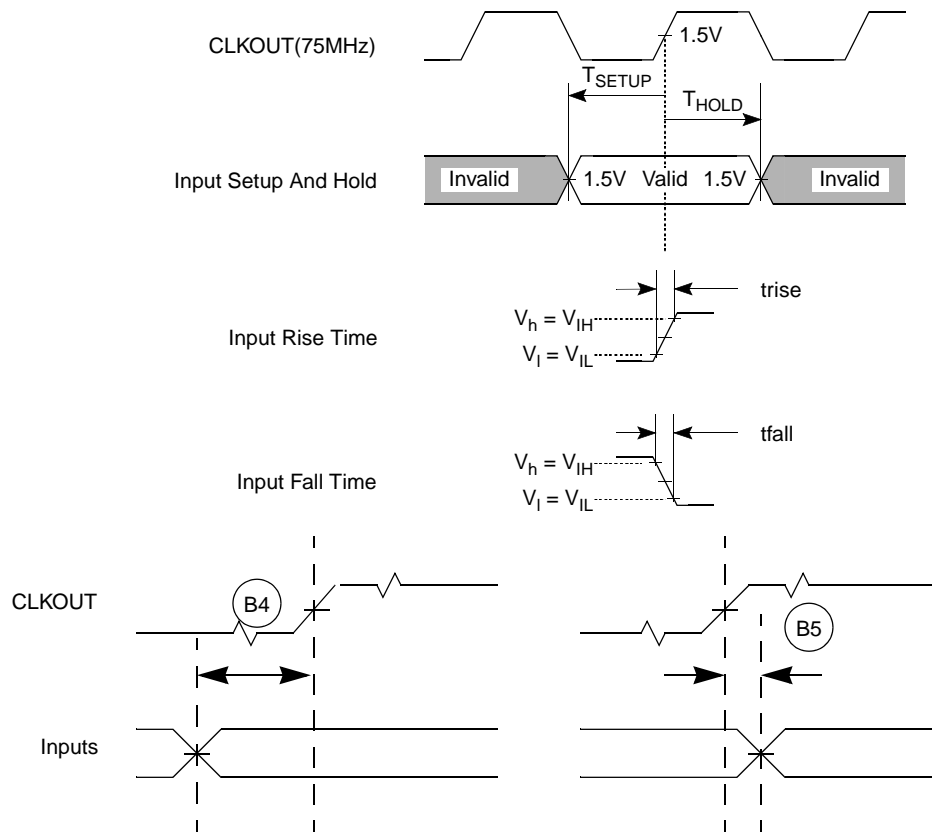 CLKOUT(75MHz)
1.5V
TSETUP
THOLD
Input Setup And Hold
Invalid
1.5V Valid 1.5V
Invalid
trise
Input Rise Time
Vh = VIH
Vl = VIL
tfall
Input Fall Time
Vh = VIH
Vl = VIL
CLKOUT
B4
B5
Inputs